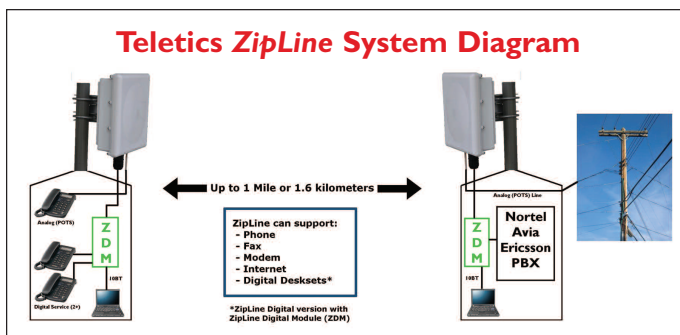 Teletics ZipLine System Diagram
Up to 1 Mile or 1.6 kilometers
Analog (POTS)
Z
D
M
Digital Service (2+)
10BT
ZipLine can support:
- Phone
- Fax
- Modem
- Internet
- Digital Desksets*
*ZipLine Digital version with
ZipLine Digital Module (ZDM)
Analog (POTS) Line
Z
D
M
Nortel
Avia
Ericsson
PBX
10BT